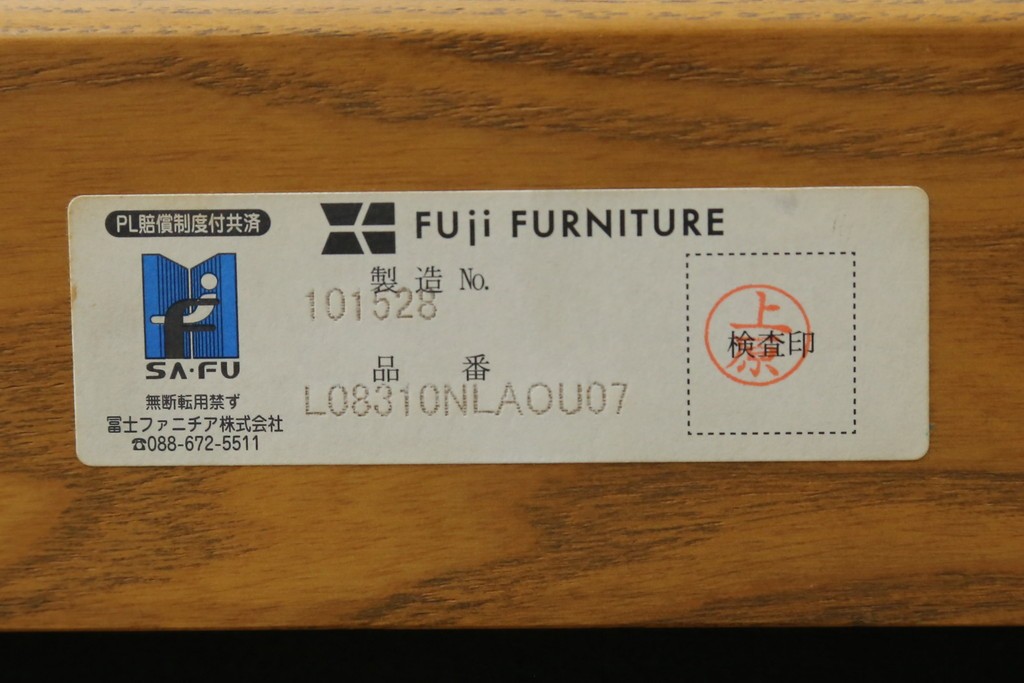 PL賠償制度付共済
SA・FU
無断転用禁ず
冨士ファニチア株式会社
☎088-672-5511
FUji FURNITURE
製造 No.
101528
品番
L08310NLAOU07
検査印
上原